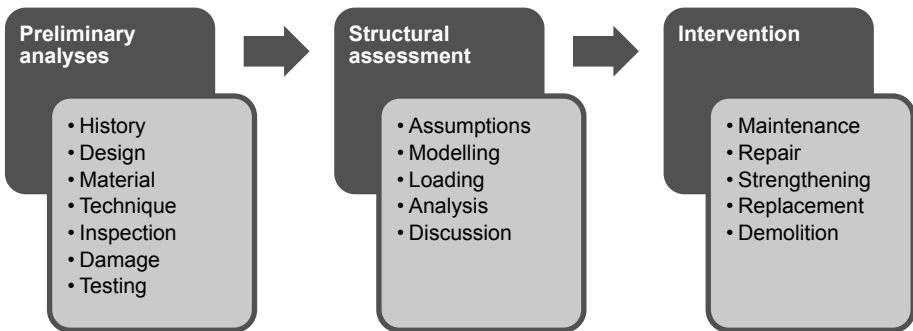 Preliminary
analyses
• History
• Design
• Material
• Technique
• Inspection
• Damage
• Testing
Structural
assessment
• Assumptions
• Modelling
• Loading
• Analysis
• Discussion
Intervention
• Maintenance
• Repair
• Strengthening
• Replacement
• Demolition